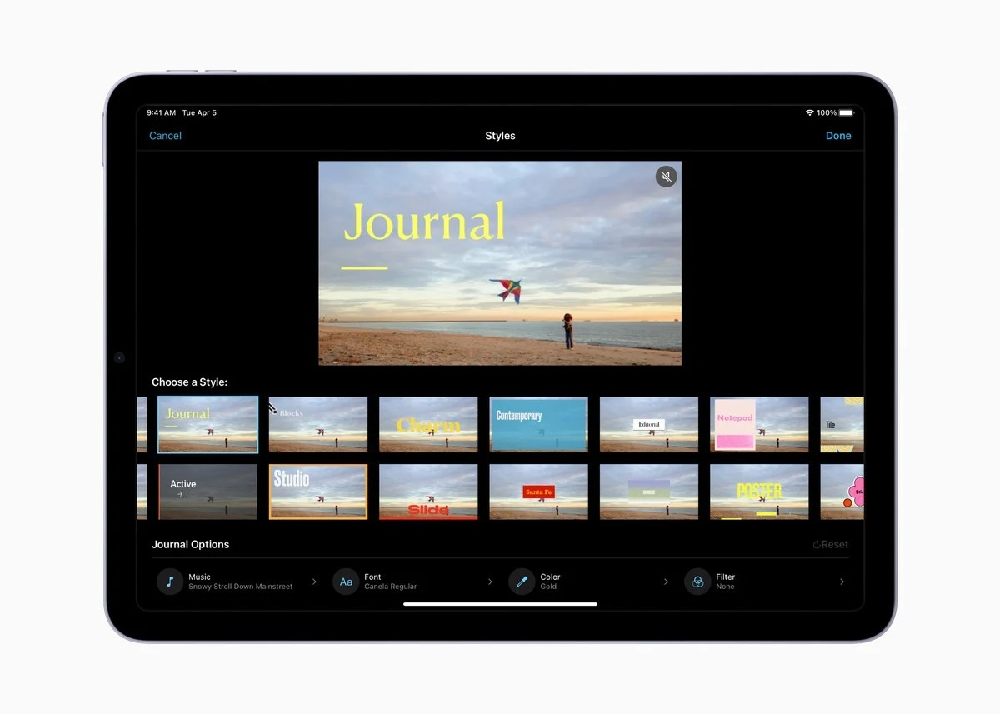 9:41 AM Tue Apr 5
100%
Cancel
Styles
Done
Journal
Choose a Style:
Journal
Blocks
Charm
Contemporary
Editorial
Notepad
Tile
Active
→
Studio
Slide
Santa Fe
POSTER
Journal Options
Reset
Music
Snowy Stroll Down Mainstreet
Aa
Font
Canela Regular
Color
Gold
Filter
None